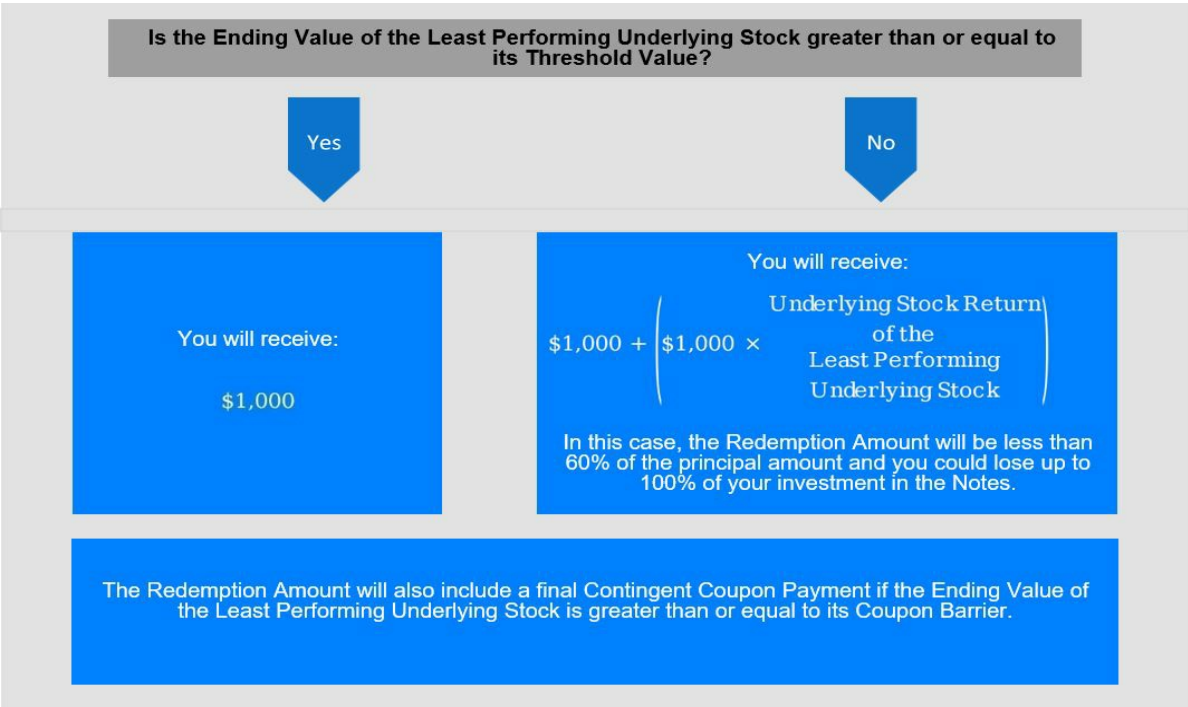 Is the Ending Value of the Least Performing Underlying Stock greater than or equal to
its Threshold Value?
Yes
No
You will receive:
$1,000
You will receive:
Underlying Stock Return
of the
$1,000 + ($1,000 ×
Least Performing
Underlying Stock)
In this case, the Redemption Amount will be less than
60% of the principal amount and you could lose up to
100% of your investment in the Notes.
The Redemption Amount will also include a final Contingent Coupon Payment if the Ending Value of
the Least Performing Underlying Stock is greater than or equal to its Coupon Barrier.